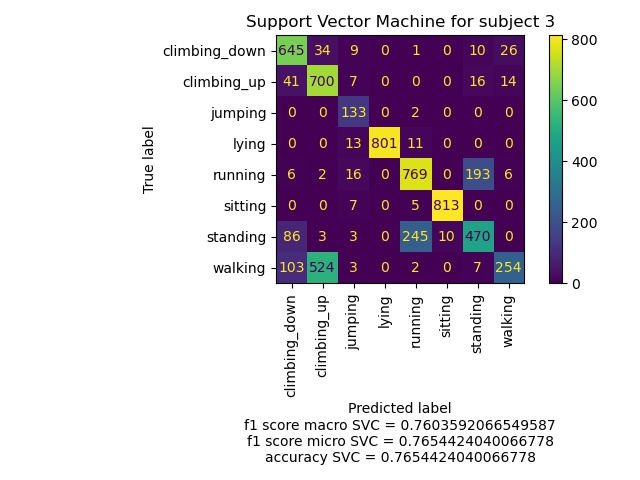 Support Vector Machine for subject 3
climbing_down 645 34 9 0 1 0 10 26
climbing_up 41 700 7 0 0 0 16 14
jumping 0 0 133 0 2 0 0 0
lying 0 0 13 801 11 0 0 0
running 6 2 16 0 769 0 193 6
sitting 0 0 7 0 5 813 0 0
standing 86 3 3 0 245 10 470 0
walking 103 524 3 0 2 0 7 254
True label
climbing_down
climbing_up
jumping
lying
running
sitting
standing
walking
800
600
400
200
0
Predicted label
f1 score macro SVC = 0.7603592066549587
f1 score micro SVC = 0.7654424040066778
accuracy SVC = 0.7654424040066778